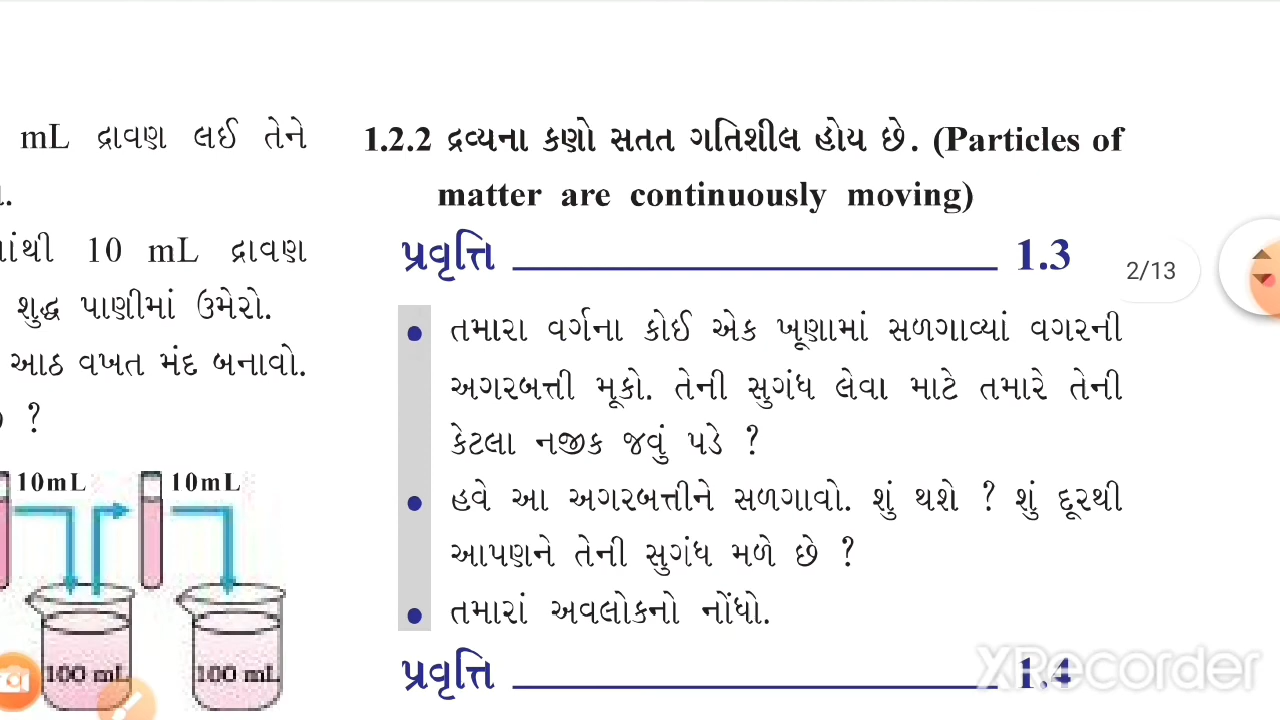 mL દ્રાવણ લઈ તેને
10 mL દ્રાવણ
શુદ્ધ પાણીમાં ઉમેરો.
આઠ વખત મંદ બનાવો.
?
10mL 10mL
100 mL 100 mL
1.2.2 દ્રવ્યના કણો સતત ગતિશીલ હોય છે. (Particles of
matter are continuously moving)
પ્રવૃત્તિ 1.3
• તમારા વર્ગના કોઈ એક ખૂણામાં સળગાવ્યાં વગરની
અગરબત્તી મૂકો. તેની સુગંધ લેવા માટે તમારે તેની
કેટલા નજીક જવું પડે ?
• હવે આ અગરબત્તીને સળગાવો. શું થશે ? શું દૂરથી
આપણને તેની સુગંધ મળે છે ?
• તમારાં અવલોકનો નોંધો.
પ્રવૃત્તિ 1.4
2/13
XRecorder